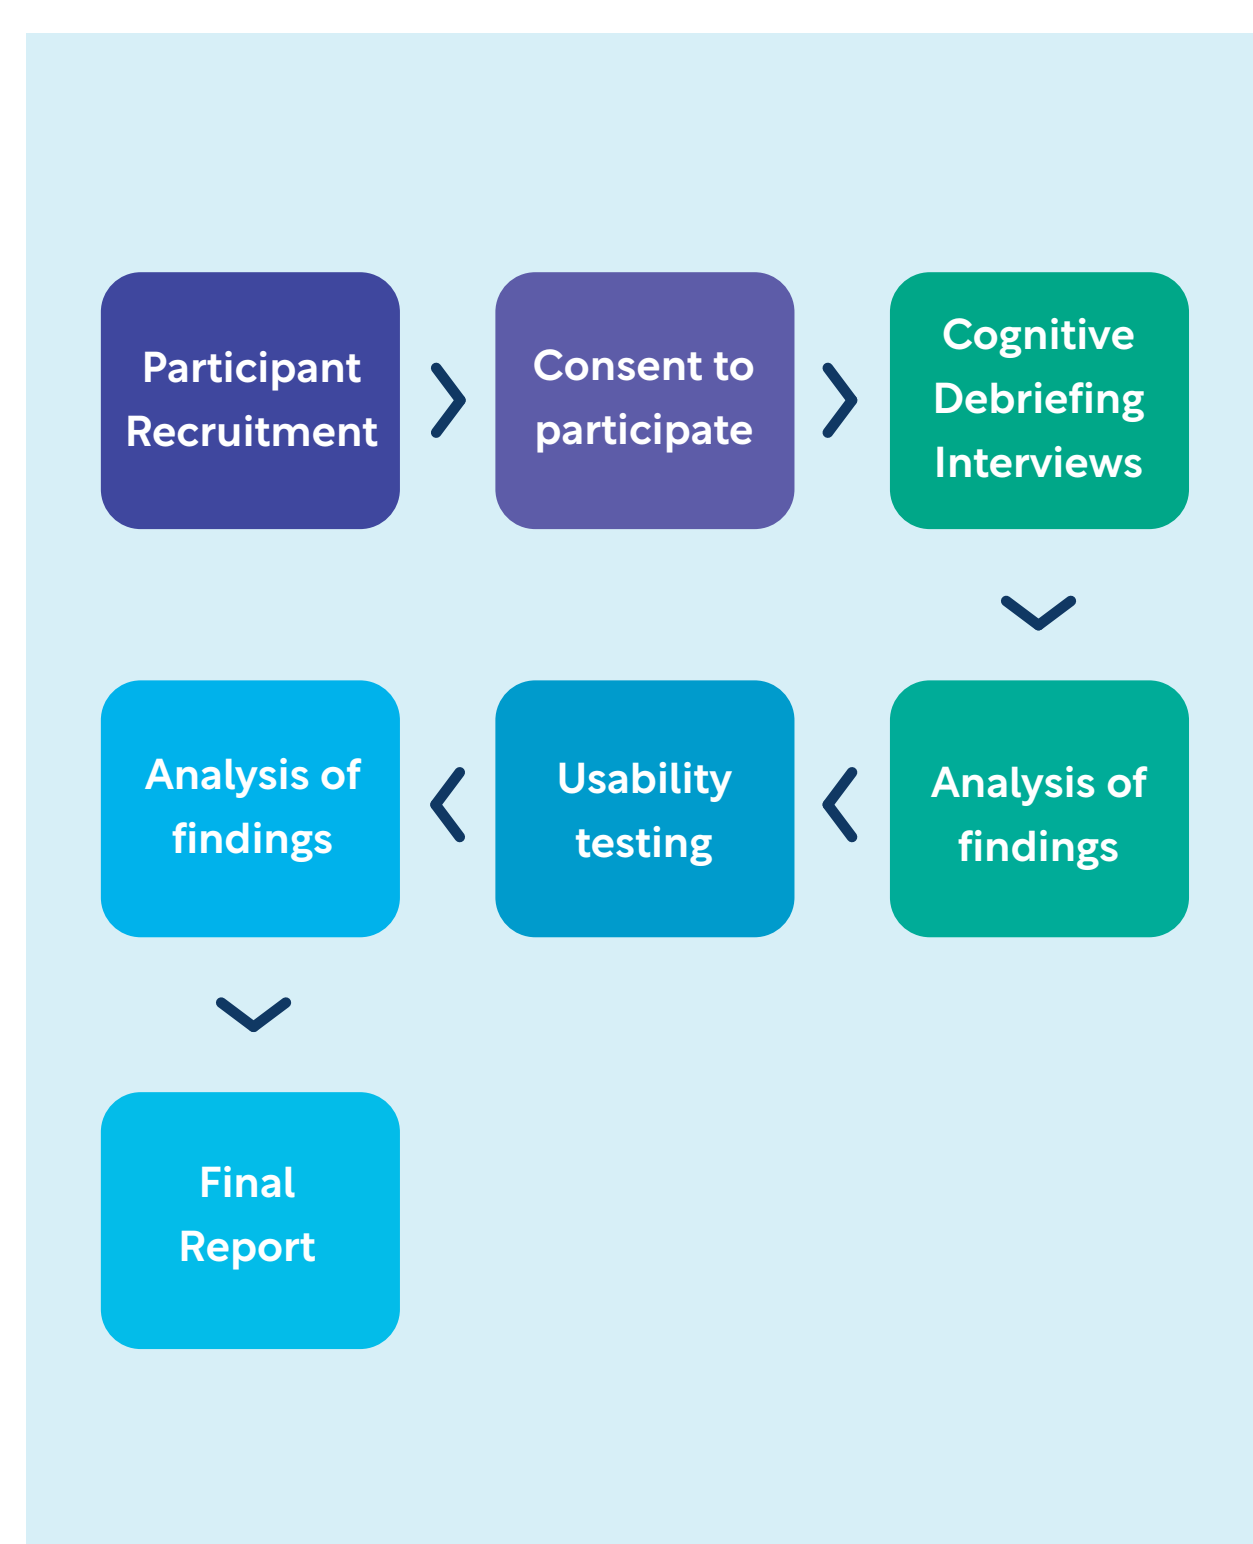 Participant
Recruitment
Consent to
participate
Cognitive
Debriefing
Interviews
Analysis of
findings
Usability
testing
Analysis of
findings
Final
Report